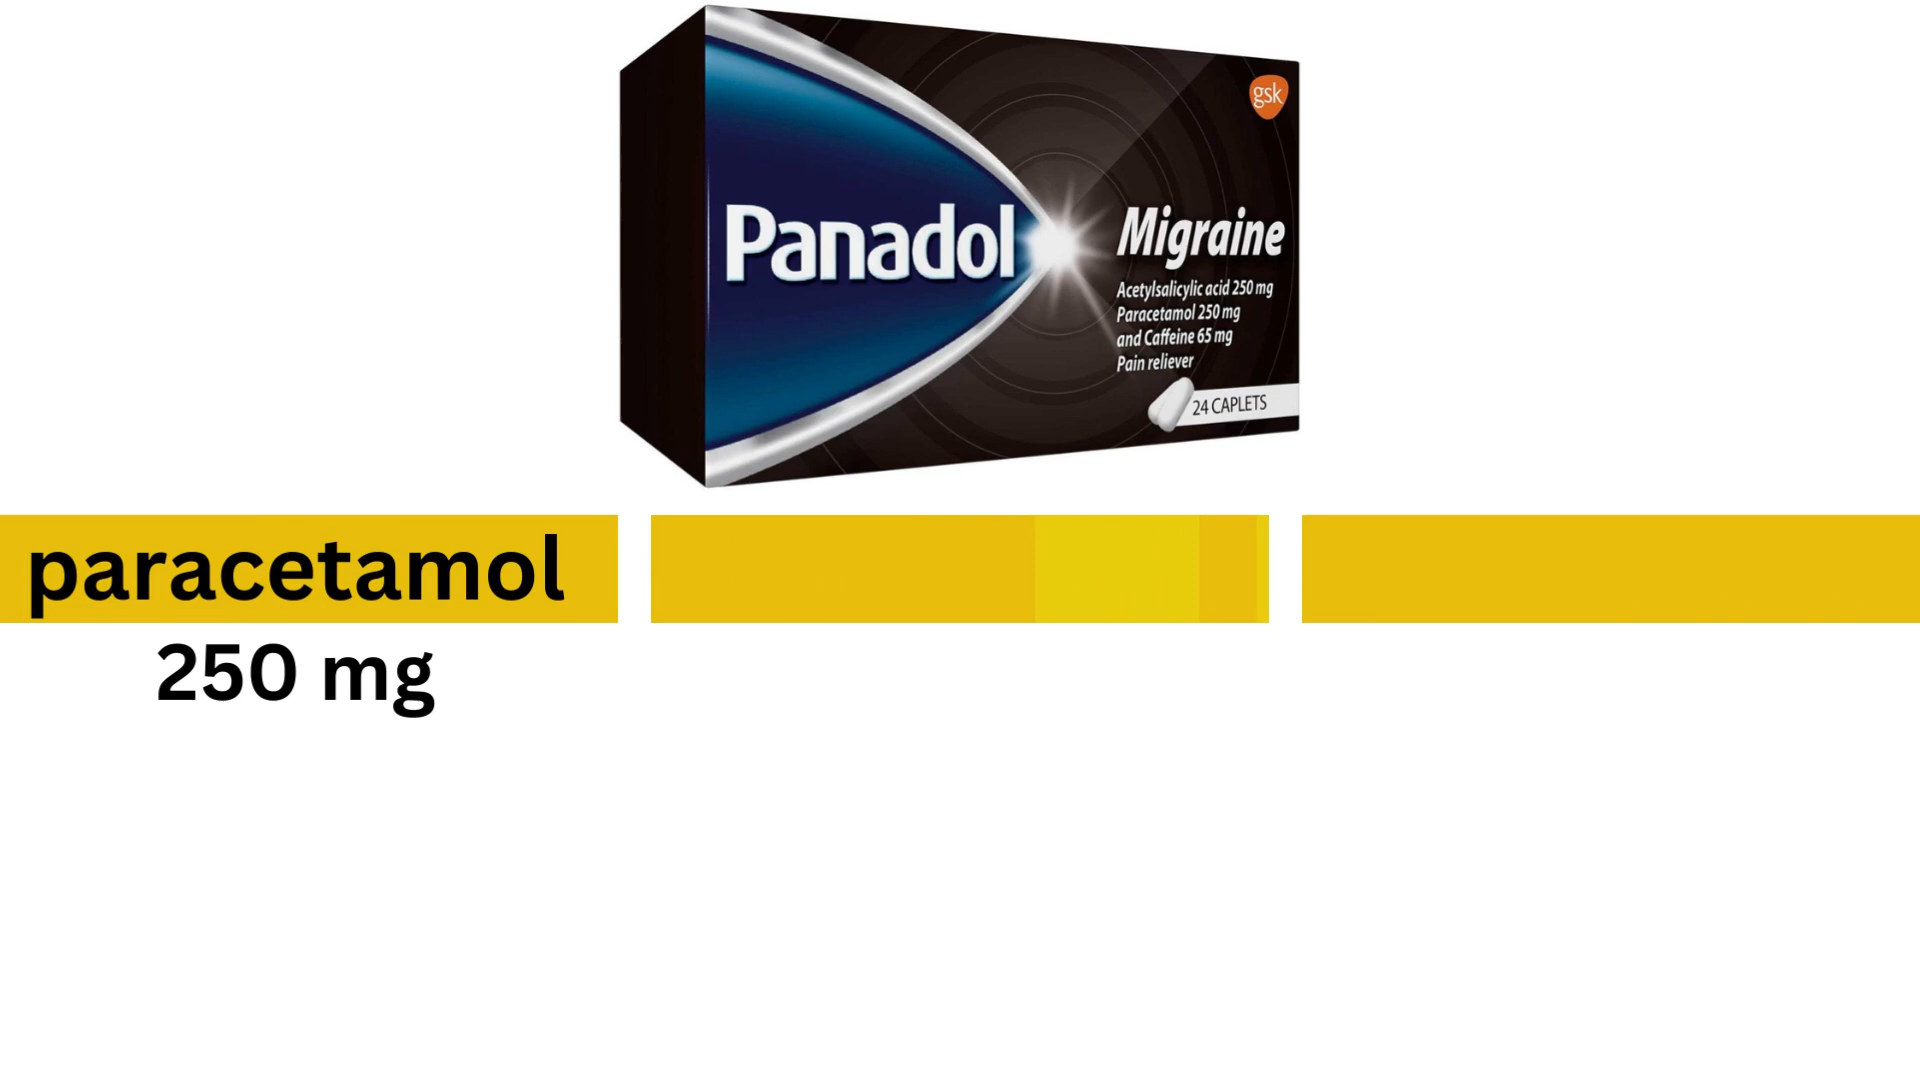 gsk
Panadol
Migraine
Acetylsalicylic acid 250 mg
Paracetamol 250 mg
and Caffeine 65 mg
Pain reliever
24 CAPLETS
paracetamol
250 mg